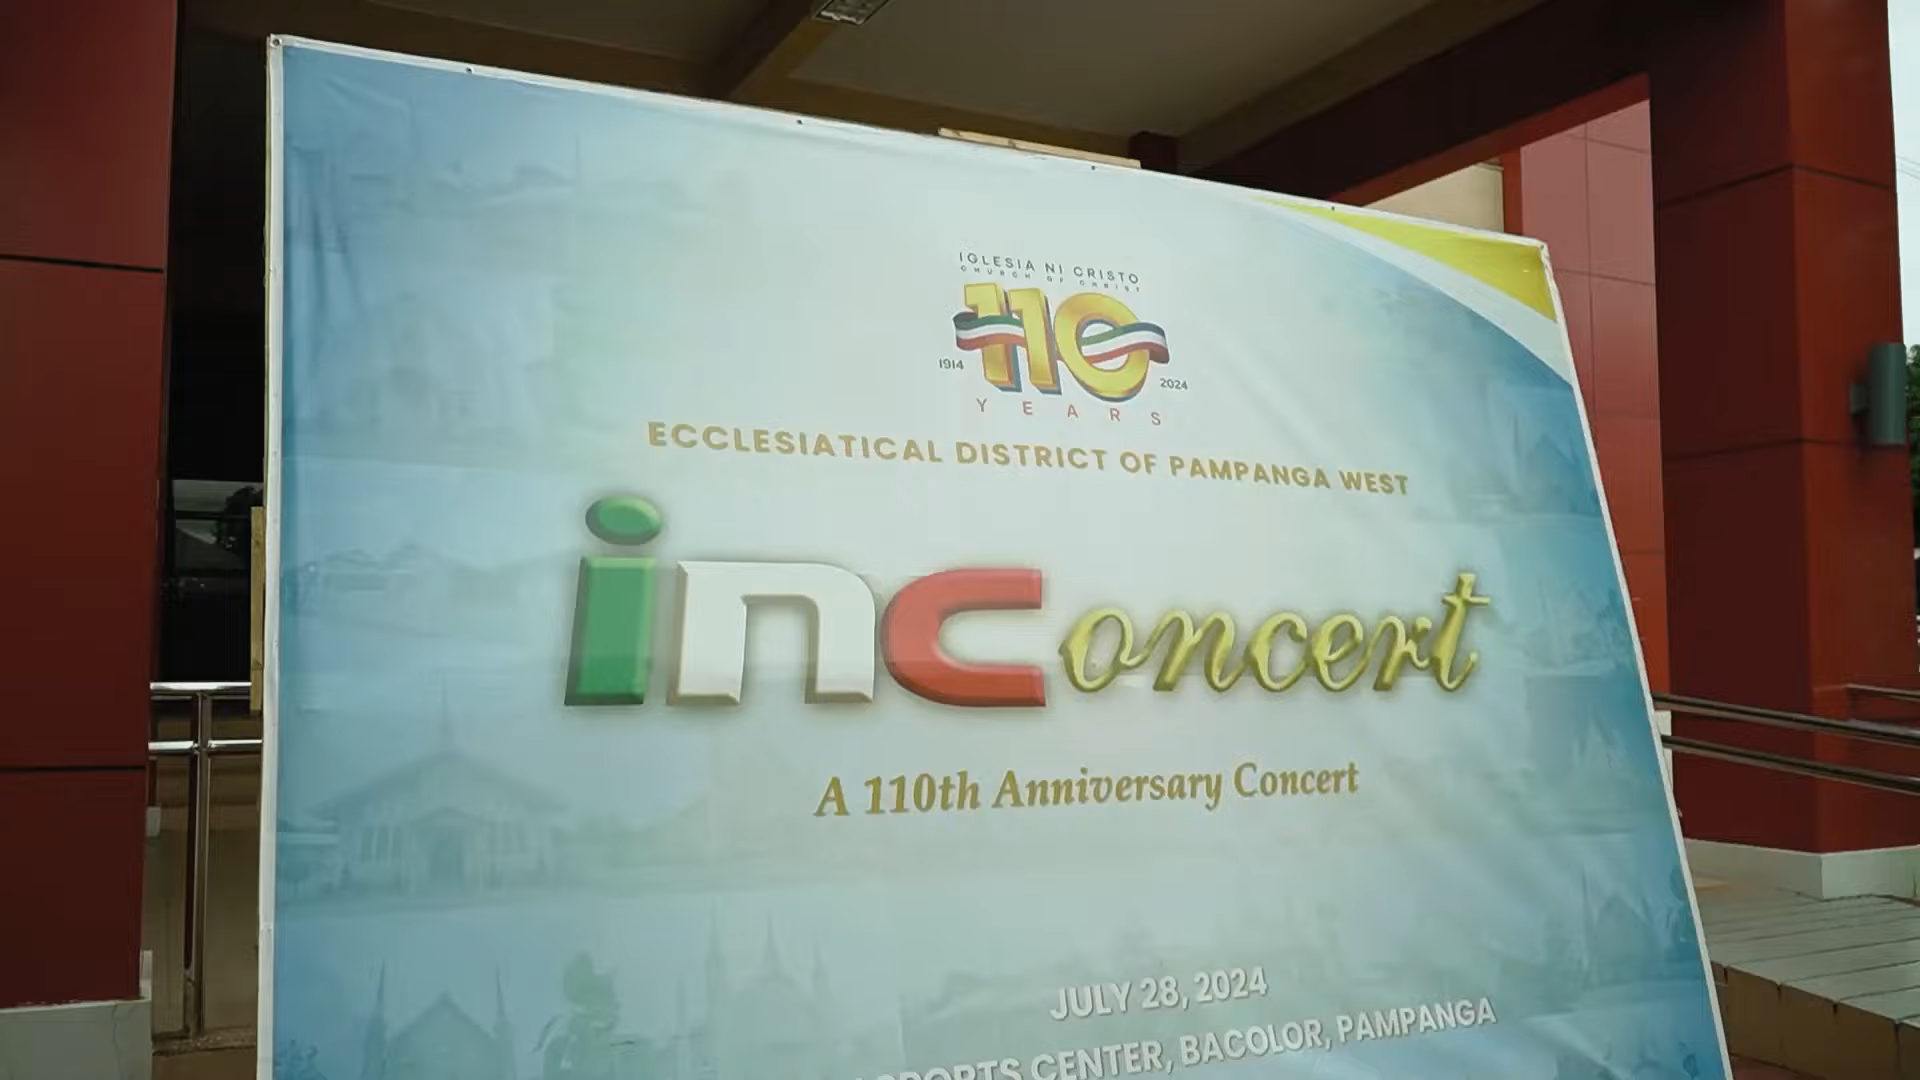 IGLESIA NI CRISTO
CHURCH OF CHRIST
110
1914
2024
YEARS
ECCLESIATICAL DISTRICT OF PAMPANGA WEST
inconcert
A 110th Anniversary Concert
JULY 28, 2024
SPORTS CENTER, BACOLOR, PAMPANGA